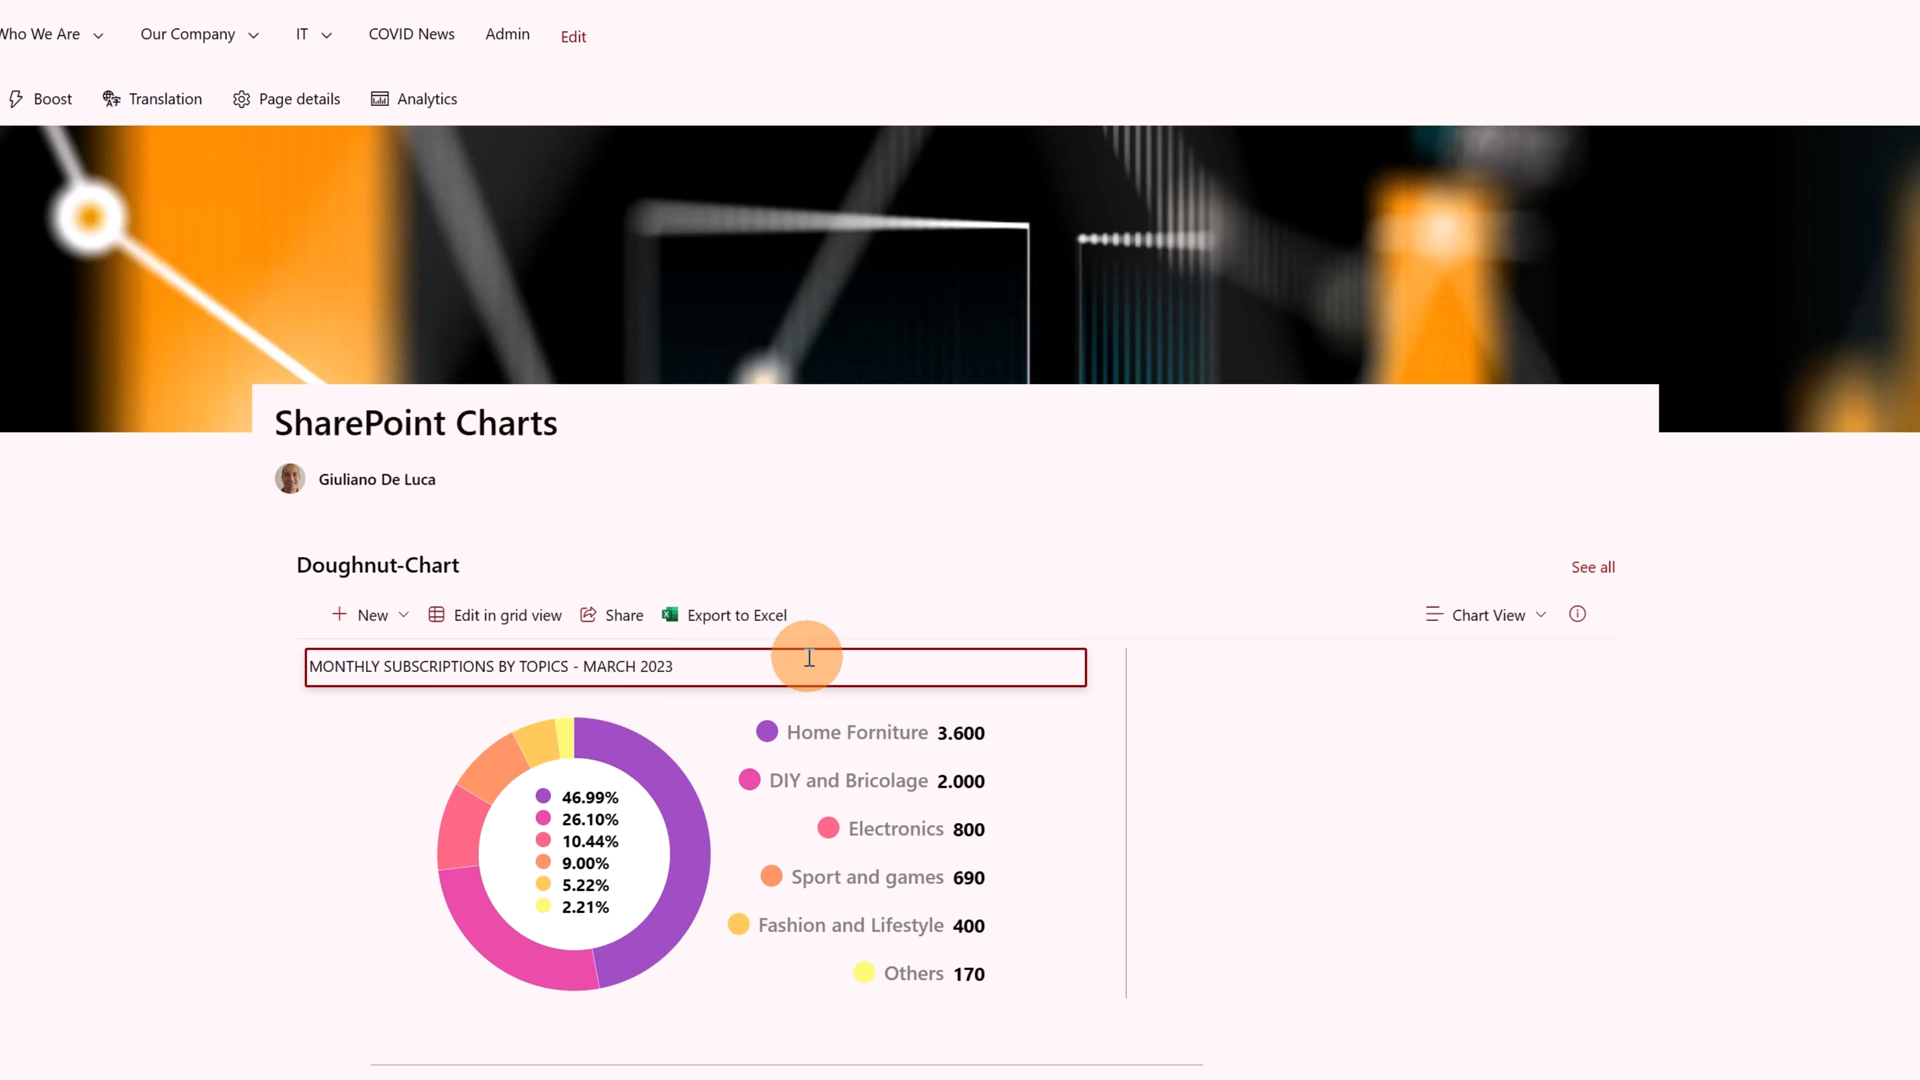 Who We Are Our Company IT COVID News Admin Edit
Boost Translation Page details Analytics
SharePoint Charts
Giuliano De Luca
Doughnut-Chart
See all
New Edit in grid view Share Export to Excel Chart View
MONTHLY SUBSCRIPTIONS BY TOPICS - MARCH 2023
46.99%
26.10%
10.44%
9.00%
5.22%
2.21%
Home Forniture 3.600
DIY and Bricolage 2.000
Electronics 800
Sport and games 690
Fashion and Lifestyle 400
Others 170